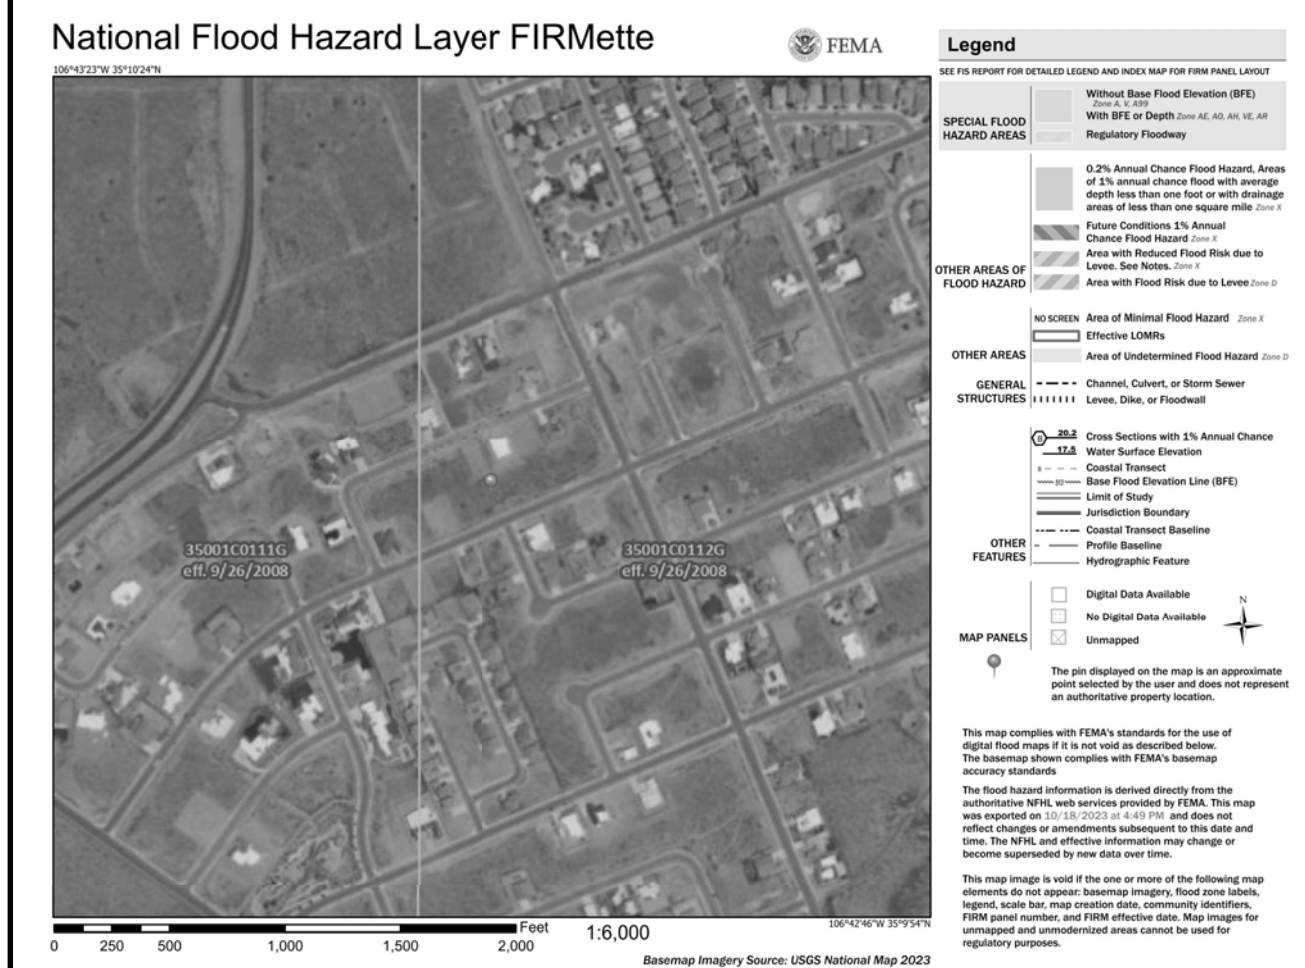 National Flood Hazard Layer FIRMette
FEMA
106°43'23"W 35°10'24"N
35001C0111G
eff. 9/26/2008
35001C0112G
eff. 9/26/2008
0 250 500 1,000 1,500 2,000 Feet
1:6,000
106°42'46"W 35°9'54"N
Basemap Imagery Source: USGS National Map 2023
Legend
SEE FIS REPORT FOR DETAILED LEGEND AND INDEX MAP FOR FIRM PANEL LAYOUT
SPECIAL FLOOD
HAZARD AREAS
Without Base Flood Elevation (BFE)
Zone A, V, A99
With BFE or Depth Zone AE, AO, AH, VE, AR
Regulatory Floodway
OTHER AREAS OF
FLOOD HAZARD
0.2% Annual Chance Flood Hazard, Areas
of 1% annual chance flood with average
depth less than one foot or with drainage
areas of less than one square mile Zone X
Future Conditions 1% Annual
Chance Flood Hazard Zone X
Area with Reduced Flood Risk due to
Levee. See Notes. Zone X
Area with Flood Risk due to Levee Zone D
OTHER AREAS
NO SCREEN Area of Minimal Flood Hazard Zone X
Effective LOMRs
Area of Undetermined Flood Hazard Zone D
GENERAL
STRUCTURES
Channel, Culvert, or Storm Sewer
Levee, Dike, or Floodwall
OTHER
FEATURES
B 20.2 Cross Sections with 1% Annual Chance
17.5 Water Surface Elevation
8 Coastal Transect
Base Flood Elevation Line (BFE)
Limit of Study
Jurisdiction Boundary
Coastal Transect Baseline
Profile Baseline
Hydrographic Feature
MAP PANELS
Digital Data Available
No Digital Data Available
Unmapped
N
The pin displayed on the map is an approximate
point selected by the user and does not represent
an authoritative property location.
This map complies with FEMA's standards for the use of
digital flood maps if it is not void as described below.
The basemap shown complies with FEMA's basemap
accuracy standards
The flood hazard information is derived directly from the
authoritative NFHL web services provided by FEMA. This map
was exported on 10/18/2023 at 4:49 PM and does not
reflect changes or amendments subsequent to this date and
time. The NFHL and effective information may change or
become superseded by new data over time.
This map image is void if the one or more of the following map
elements do not appear: basemap imagery, flood zone labels,
legend, scale bar, map creation date, community identifiers,
FIRM panel number, and FIRM effective date. Map images for
unmapped and unmodernized areas cannot be used for
regulatory purposes.